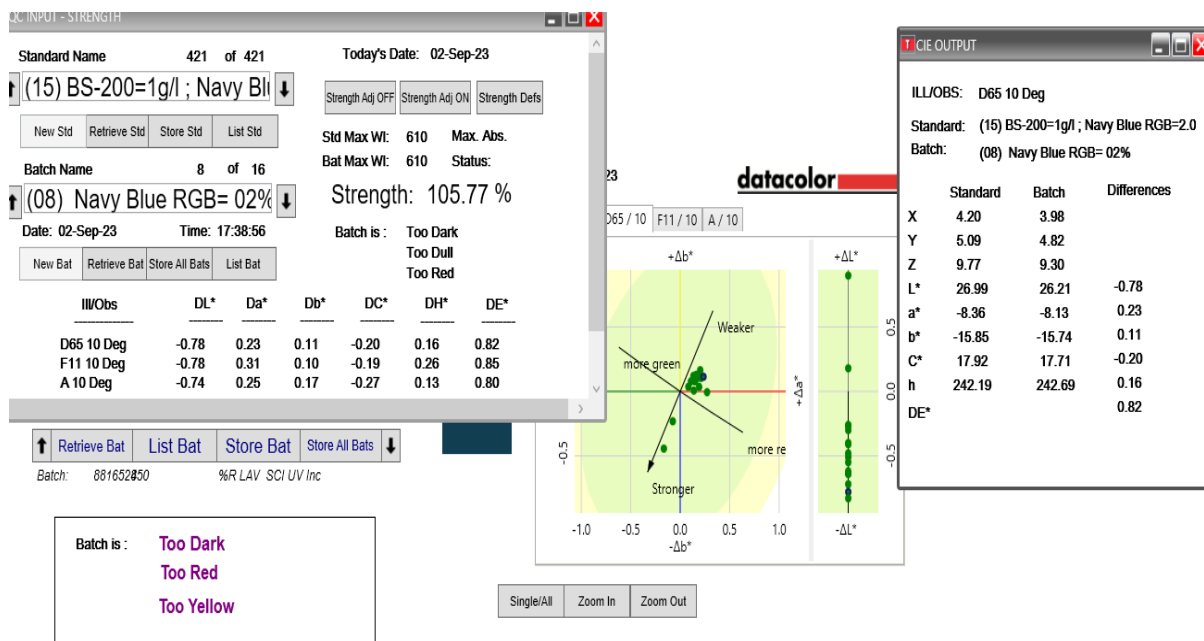 QC INPUT - STRENGTH
Standard Name 421 of 421
(15) BS-200=1g/l ; Navy Bl
New Std Retrieve Std Store Std List Std
Batch Name 8 of 16
(08) Navy Blue RGB= 02%
Date: 02-Sep-23 Time: 17:38:56
New Bat Retrieve Bat Store All Bats List Bat
Today's Date: 02-Sep-23
Strength Adj OFF Strength Adj ON Strength Defs
Std Max WI: 610 Max. Abs.
Bat Max WI: 610 Status:
Strength: 105.77 %
Batch is : Too Dark
Too Dull
Too Red
Ill/Obs DL* Da* Db* DC* DH* DE*
D65 10 Deg -0.78 0.23 0.11 -0.20 0.16 0.82
F11 10 Deg -0.78 0.31 0.10 -0.19 0.26 0.85
A 10 Deg -0.74 0.25 0.17 -0.27 0.13 0.80
Retrieve Bat List Bat Store Bat Store All Bats
Batch: %R LAV SCI UV Inc
Batch is : Too Dark
Too Red
Too Yellow
23
datacolor
D65 / 10 F11 / 10 A / 10
+Δb* +ΔL*
Weaker
more green
more re
Stronger
+Δa*
0.5
0.0
-0.5
-0.5
-1.0 -0.5 0.0 0.5 1.0
-Δb* -ΔL*
Single/All Zoom In Zoom Out
CIE OUTPUT
ILL/OBS: D65 10 Deg
Standard: (15) BS-200=1g/l ; Navy Blue RGB=2.0
Batch: (08) Navy Blue RGB= 02%
Standard Batch Differences
X 4.20 3.98
Y 5.09 4.82
Z 9.77 9.30
L* 26.99 26.21 -0.78
a* -8.36 -8.13 0.23
b* -15.85 -15.74 0.11
C* 17.92 17.71 -0.20
h 242.19 242.69 0.16
DE* 0.82